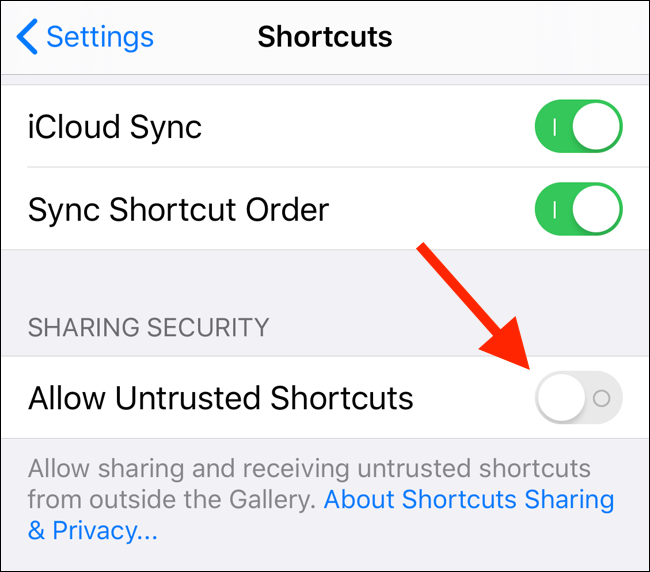 Settings
Shortcuts
iCloud Sync
Sync Shortcut Order
SHARING SECURITY
Allow Untrusted Shortcuts
Allow sharing and receiving untrusted shortcuts
from outside the Gallery. About Shortcuts Sharing
& Privacy...